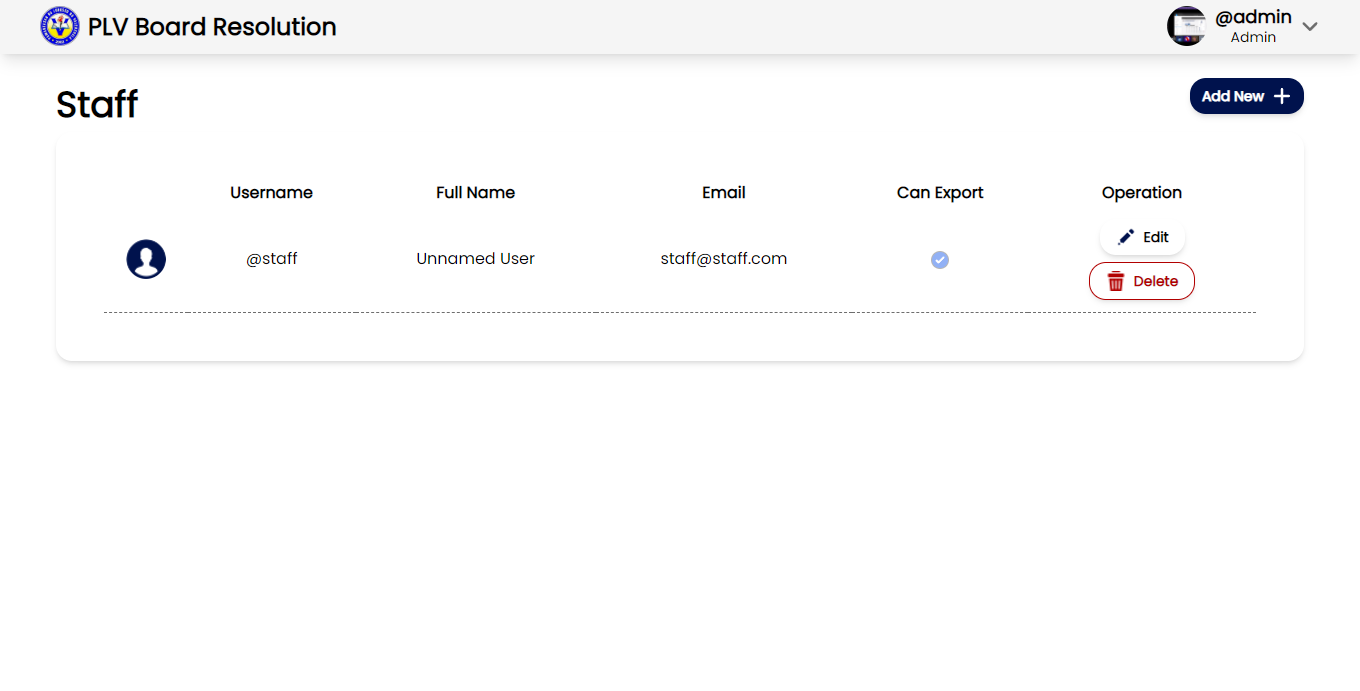 PLV Board Resolution
@admin
Admin
Staff
Add New
Username Full Name Email Can Export Operation
@staff Unnamed User staff@staff.com
Edit
Delete